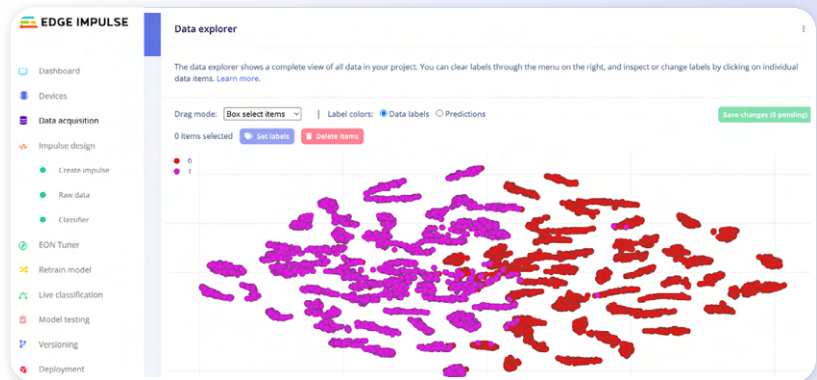 EDGE IMPULSE
Dashboard
Devices
Data acquisition
Impulse design
Create impulse
Raw data
Classifier
EON Tuner
Retrain model
Live classification
Model testing
Versioning
Deployment
Data explorer
The data explorer shows a complete view of all data in your project. You can clear labels through the menu on the right, and inspect or change labels by clicking on individual
data items. Learn more.
Drag mode: Box select items | Label colors: Data labels Predictions
Save changes (0 pending)
0 items selected Set labels Delete items
0
1